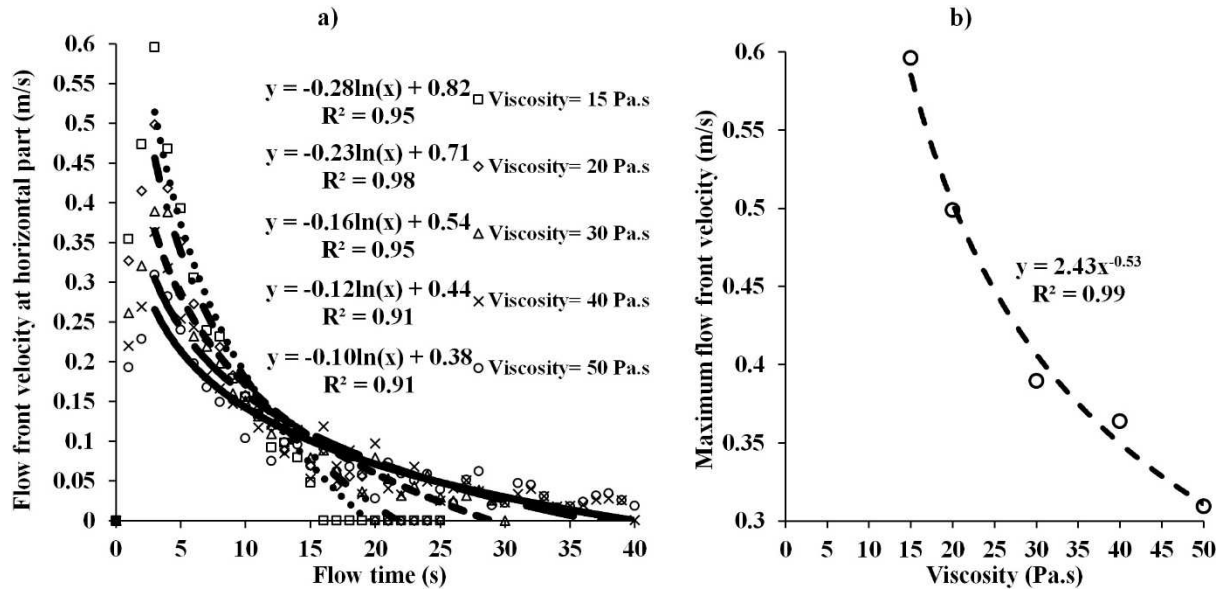 a)
Flow front velocity at horizontal part (m/s)
0.6
0.55
0.5
0.45
0.4
0.35
0.3
0.25
0.2
0.15
0.1
0.05
0
y = -0.28ln(x) + 0.82
R² = 0.95
Viscosity= 15 Pa.s
y = -0.23ln(x) + 0.71
R² = 0.98
Viscosity= 20 Pa.s
y = -0.16ln(x) + 0.54
R² = 0.95
Viscosity= 30 Pa.s
y = -0.12ln(x) + 0.44
R² = 0.91
Viscosity= 40 Pa.s
y = -0.10ln(x) + 0.38
R² = 0.91
Viscosity= 50 Pa.s
0 5 10 15 20 25 30 35 40
Flow time (s)
b)
Maximum flow front velocity (m/s)
0.6
0.55
0.5
0.45
0.4
0.35
0.3
y = 2.43x⁻⁰·⁵³
R² = 0.99
0 5 10 15 20 25 30 35 40 45 50
Viscosity (Pa.s)